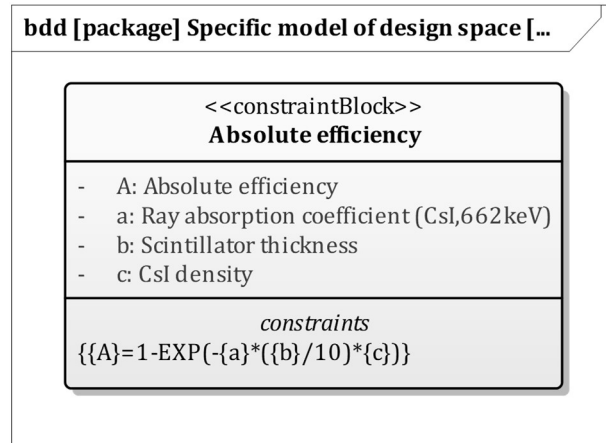 bdd [package] Specific model of design space [...
<<constraintBlock>>
Absolute efficiency
- A: Absolute efficiency
- a: Ray absorption coefficient (CsI,662keV)
- b: Scintillator thickness
- c: CsI density
constraints
{{A}=1-EXP(-{a}*({b}/10)*{c})}